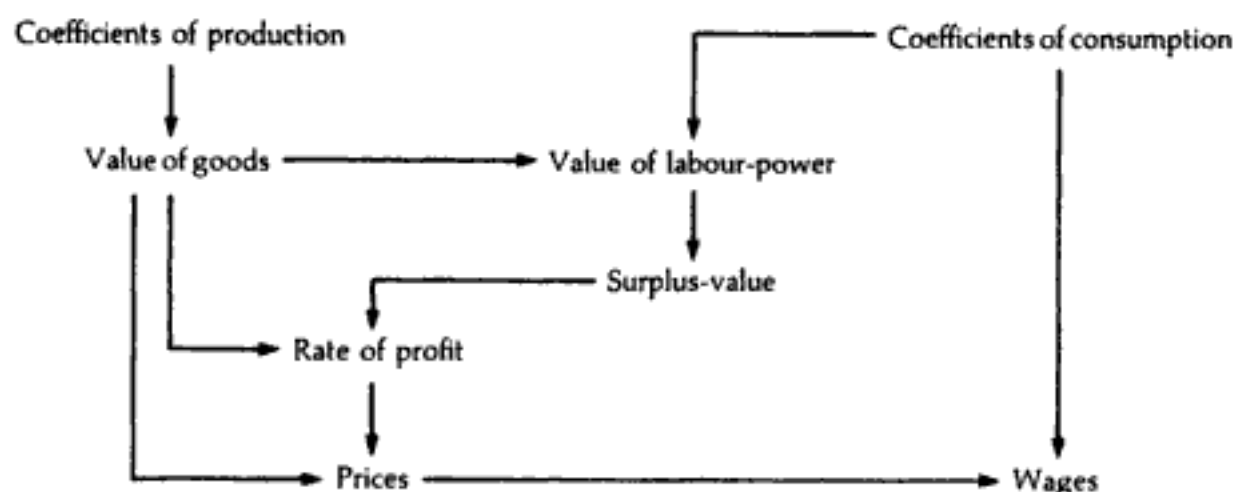 Coefficients of production
Coefficients of consumption
Value of goods
Value of labour-power
Surplus-value
Rate of profit
Prices
Wages